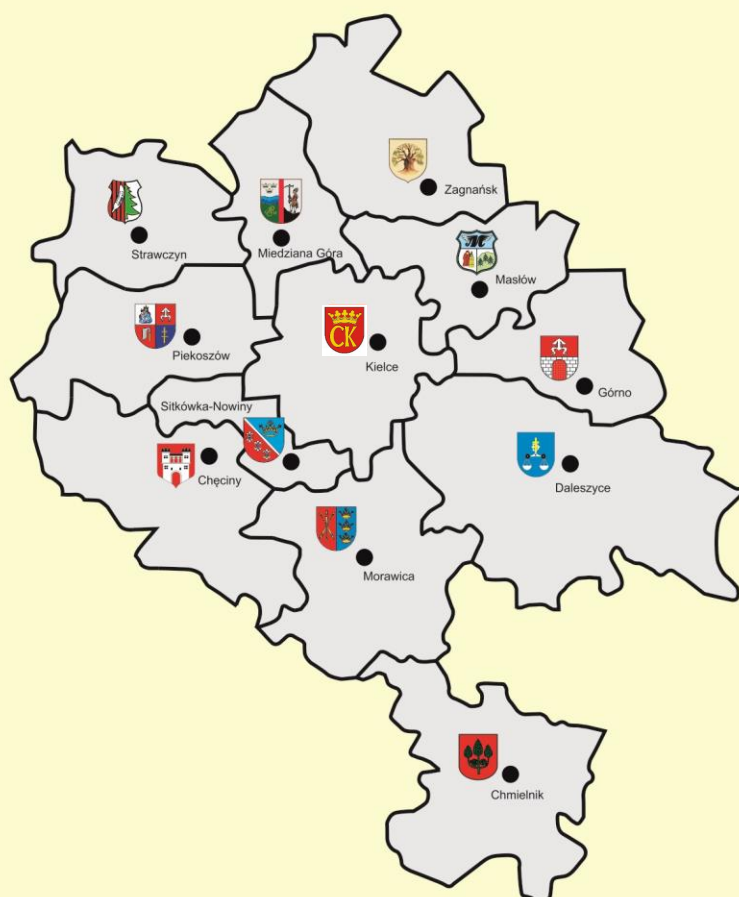 Zagnańsk
Strawczyn
Miedziana Góra
Masłów
Piekoszów
CK
Kielce
Górno
Sitkówka-Nowiny
Chęciny
Daleszyce
Morawica
Chmielnik